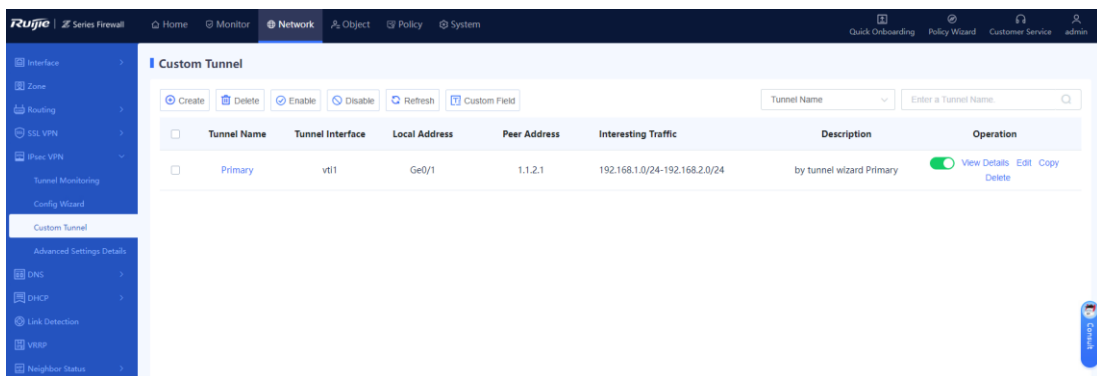 Ruijie | Z Series Firewall
Home Monitor Network Object Policy System
Quick Onboarding Policy Wizard Customer Service admin
Interface
Zone
Routing
SSL VPN
IPsec VPN
Tunnel Monitoring
Config Wizard
Custom Tunnel
Advanced Settings Details
DNS
DHCP
Link Detection
VRRP
Neighbor Status
Custom Tunnel
Create Delete Enable Disable Refresh Custom Field
Tunnel Name Enter a Tunnel Name.
Tunnel Name Tunnel Interface Local Address Peer Address Interesting Traffic Description Operation
Primary vti1 Ge0/1 1.1.2.1 192.168.1.0/24-192.168.2.0/24 by tunnel wizard Primary View Details Edit Copy
Delete
Consult